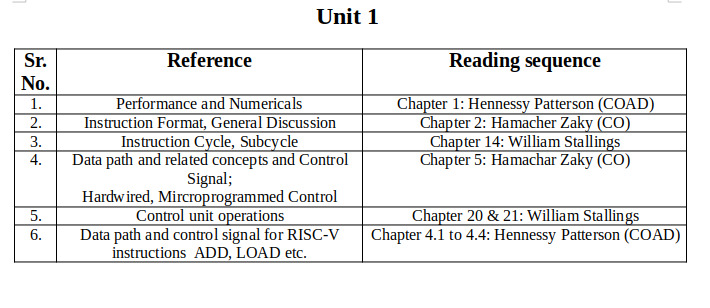 Unit 1
Sr. No. Reference Reading sequence
1. Performance and Numericals Chapter 1: Hennessy Patterson (COAD)
2. Instruction Format, General Discussion Chapter 2: Hamacher Zaky (CO)
3. Instruction Cycle, Subcycle Chapter 14: William Stallings
4. Data path and related concepts and Control Chapter 5: Hamachar Zaky (CO)
Signal;
Hardwired, Mircroprogrammed Control
5. Control unit operations Chapter 20 & 21: William Stallings
6. Data path and control signal for RISC-V Chapter 4.1 to 4.4: Hennessy Patterson (COAD)
instructions ADD, LOAD etc.